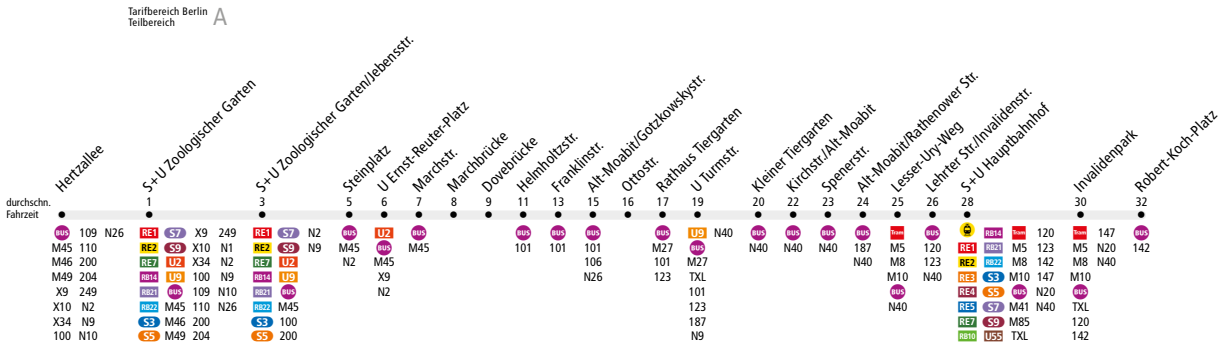 Tarifbereich Berlin
Teilbereich A
Hertzallee
S+U Zoologischer Garten
S+U Zoologischer Garten/Jebensstr.
Steinplatz
U Ernst-Reuter-Platz
Marchstr.
Marchbrücke
Dovebrücke
Helmholtzstr.
Franklinstr.
Alt-Moabit/Gotzkowskystr.
Ottostr.
Rathaus Tiergarten
U Turmstr.
Kleiner Tiergarten
Kirchstr./Alt-Moabit
Spenerstr.
Alt-Moabit/Rathenower Str.
Lesser-Ury-Weg
Lehrter Str./Invalidenstr.
S+U Hauptbahnhof
Invalidenpark
Robert-Koch-Platz
durchschn. 1 3 5 6 7 8 9 11 13 15 16 17 19 20 22 23 24 25 26 28 30 32
Fahrzeit
BUS 109 N26
M45 110
M46 200
M49 204
X9 249
X10 N2
X34 N9
100 N10
RE1 S7 X9 249
RE2 S9 X10 N1
RE7 U2 X34 N2
RB14 U9 100 N9
RB21 BUS 109 N10
RB22 M45 110 N26
S3 M46 200
S5 M49 204
RE1 S7 N2
RE2 S9 N9
RE7 U2
RB14 U9
RB21 BUS
RB22 M45
S3 100
S5 200
BUS
M45
N2
U2
BUS
M45
X9
N2
BUS
M45
BUS
101
BUS
101
BUS
101
106
N26
BUS
M27
101
123
U9 N40
BUS
M27
TXL
101
123
187
N9
BUS
N40
BUS
N40
BUS
N40
BUS
187
N40
Tram
M5
M8
M10
BUS
N40
BUS
120
123
N40
RB14 Tram 120
RE1 RB21 M5 123
RE2 RB22 M8 142
RE3 S3 M10 147
RE4 S5 BUS N20
RE5 S7 M41 N40
RE7 S9 M85
RB10 U55 TXL
Tram 147
M5 N20
M8 N40
M10
BUS
TXL
120
142
BUS
142